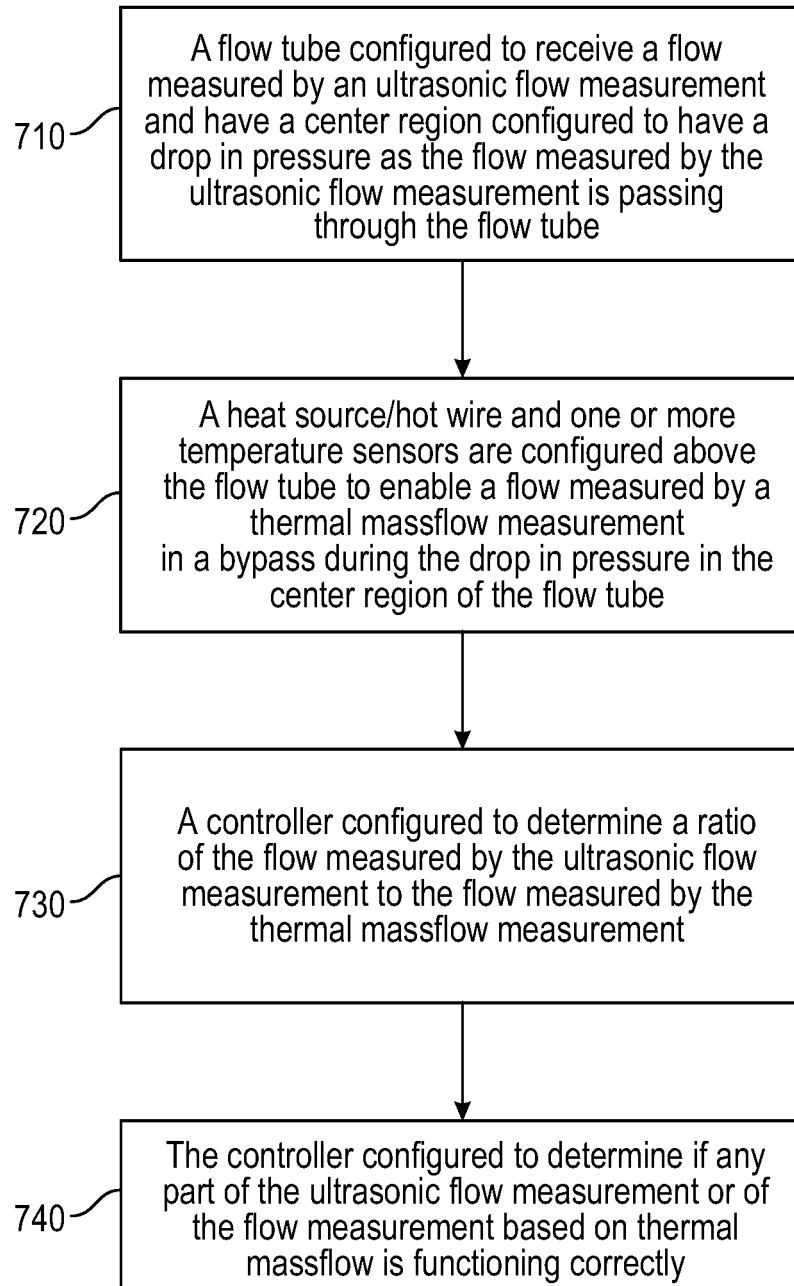 A flow tube configured to receive a flow
measured by an ultrasonic flow measurement
and have a center region configured to have a
drop in pressure as the flow measured by the
ultrasonic flow measurement is passing
through the flow tube
710
A heat source/hot wire and one or more
temperature sensors are configured above
the flow tube to enable a flow measured by a
thermal massflow measurement
in a bypass during the drop in pressure in the
center region of the flow tube
720
A controller configured to determine a ratio
of the flow measured by the ultrasonic flow
measurement to the flow measured by the
thermal massflow measurement
730
The controller configured to determine if any
part of the ultrasonic flow measurement or of
the flow measurement based on thermal
massflow is functioning correctly
740